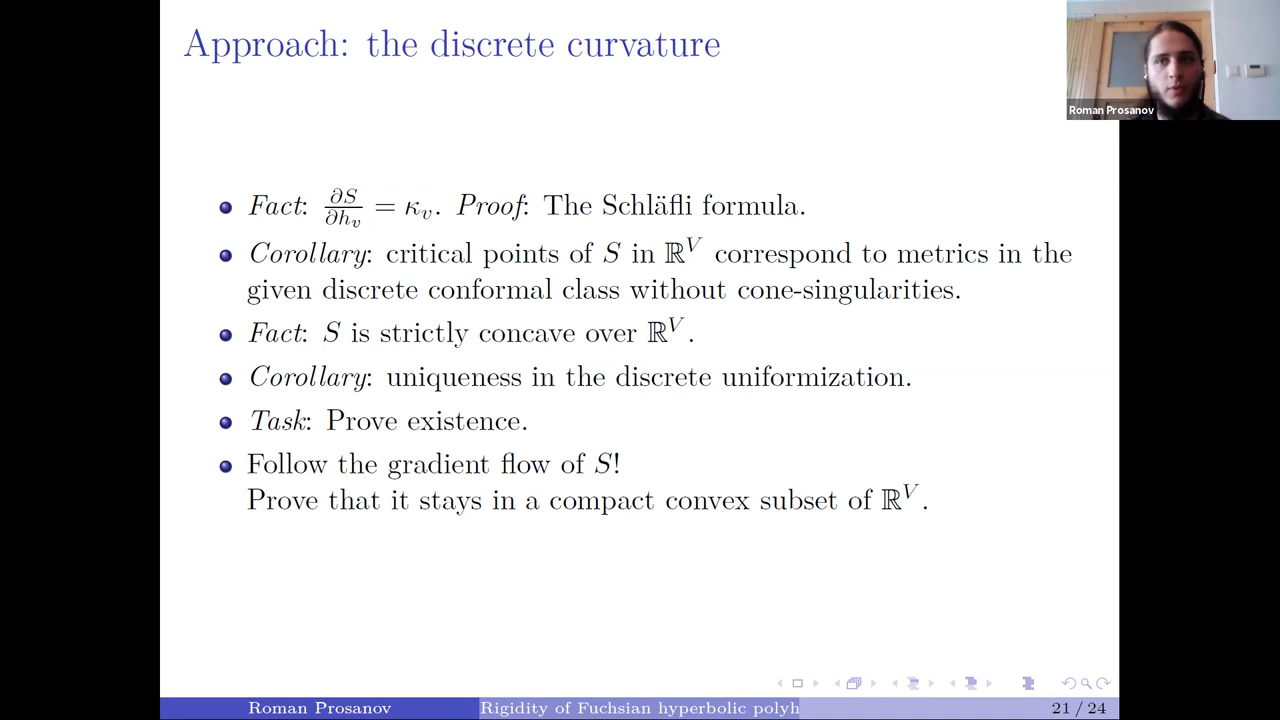 Approach: the discrete curvature
Roman Prosanov
Fact: ∂S/∂h_v = κ_v. Proof: The Schläfli formula.
Corollary: critical points of S in ℝ^V correspond to metrics in the
given discrete conformal class without cone-singularities.
Fact: S is strictly concave over ℝ^V.
Corollary: uniqueness in the discrete uniformization.
Task: Prove existence.
Follow the gradient flow of S!
Prove that it stays in a compact convex subset of ℝ^V.
Roman Prosanov
Rigidity of Fuchsian hyperbolic polyh
21 / 24